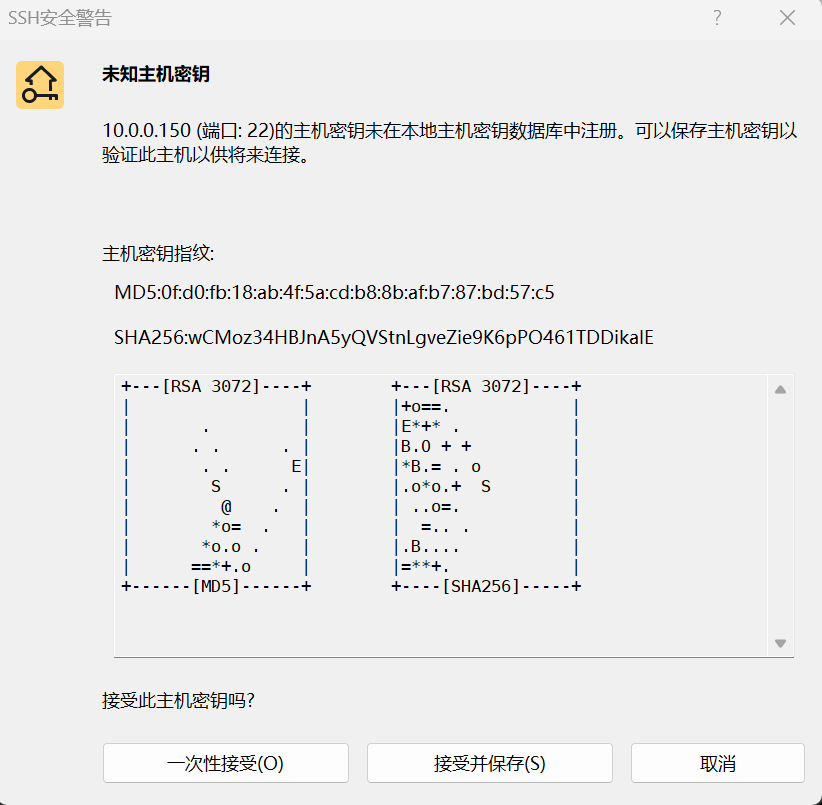 SSH安全警告
未知主机密钥
10.0.0.150 (端口: 22)的主机密钥未在本地主机密钥数据库中注册。可以保存主机密钥以
验证此主机以供将来连接。
主机密钥指纹:
MD5:0f:d0:fb:18:ab:4f:5a:cd:b8:8b:af:b7:87:bd:57:c5
SHA256:wCMoz34HBJnA5yQVStnLgveZie9K6pPO461TDDikalE
+---[RSA 3072]----+        +---[RSA 3072]----+
|                 |        |+o==.            |
|       .         |        |E*+* .           |
|      . .      . |        |B.O + +          |
|       . .      E|        |*B.= . o         |
|        S      . |        |.o*o.+  S        |
|         @    .  |        | ..o=.           |
|        *o=  .   |        |  =.. .          |
|       *o.o .    |        |.B....           |
|      ==*+.o     |        |=**+.            |
+------[MD5]------+        +----[SHA256]-----+
接受此主机密钥吗?
一次性接受(O)
接受并保存(S)
取消